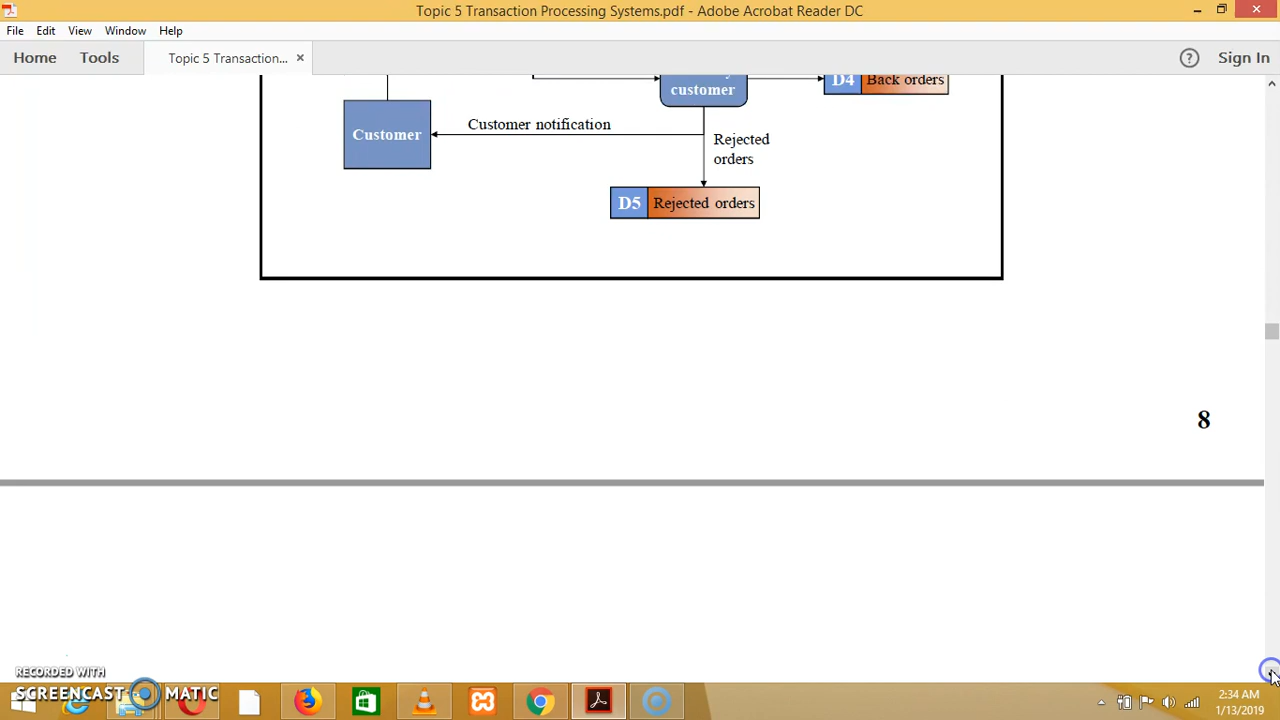 Topic 5 Transaction Processing Systems.pdf - Adobe Acrobat Reader DC
File Edit View Window Help
Home Tools Topic 5 Transaction... × ? Sign In
customer
D4 Back orders
Customer
Customer notification
Rejected
orders
D5 Rejected orders
8
RECORDED WITH
SCREENCAST MATIC
2:34 AM
1/13/2019